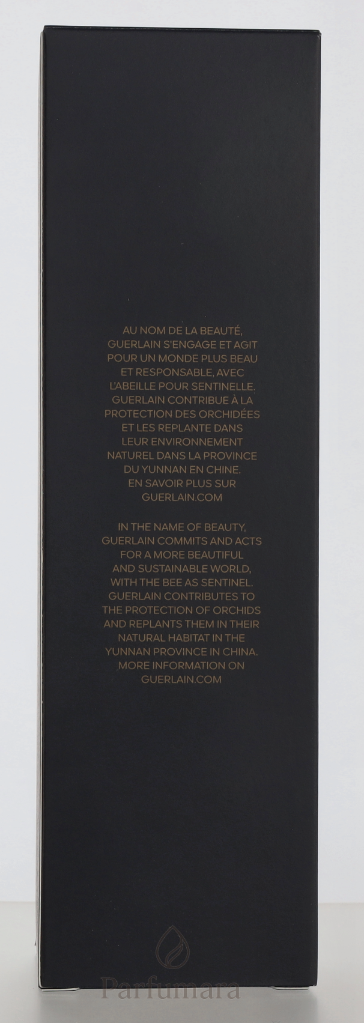 AU NOM DE LA BEAUTÉ,
GUERLAIN S'ENGAGE ET AGIT
POUR UN MONDE PLUS BEAU
ET RESPONSABLE, AVEC
L'ABEILLE POUR SENTINELLE,
GUERLAIN CONTRIBUE À LA
PROTECTION DES ORCHIDÉES
ET LES REPLANTE DANS
LEUR ENVIRONNEMENT
NATUREL DANS LA PROVINCE
DU YUNNAN EN CHINE.
EN SAVOIR PLUS SUR
GUERLAIN.COM
IN THE NAME OF BEAUTY,
GUERLAIN COMMITS AND ACTS
FOR A MORE BEAUTIFUL
AND SUSTAINABLE WORLD,
WITH THE BEE AS SENTINEL.
GUERLAIN CONTRIBUTES TO
THE PROTECTION OF ORCHIDS
AND REPLANTS THEM IN THEIR
NATURAL HABITAT IN THE
YUNNAN PROVINCE IN CHINA.
MORE INFORMATION ON
GUERLAIN.COM
Parfumara